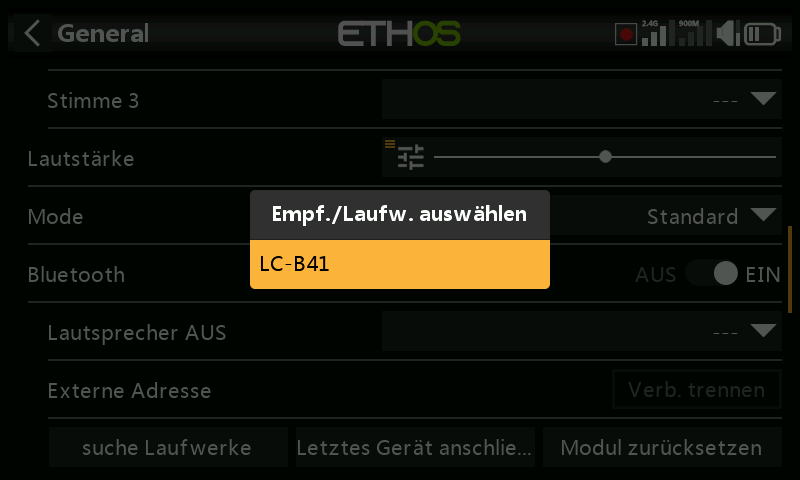 General
ETHOS
2.4G
900M
Stimme 3
---
Lautstärke
Empf./Laufw. auswählen
Mode
Standard
LC-B41
Bluetooth
AUS
EIN
Lautsprecher AUS
---
Externe Adresse
Verb. trennen
suche Laufwerke
Letztes Gerät anschlie...
Modul zurücksetzen